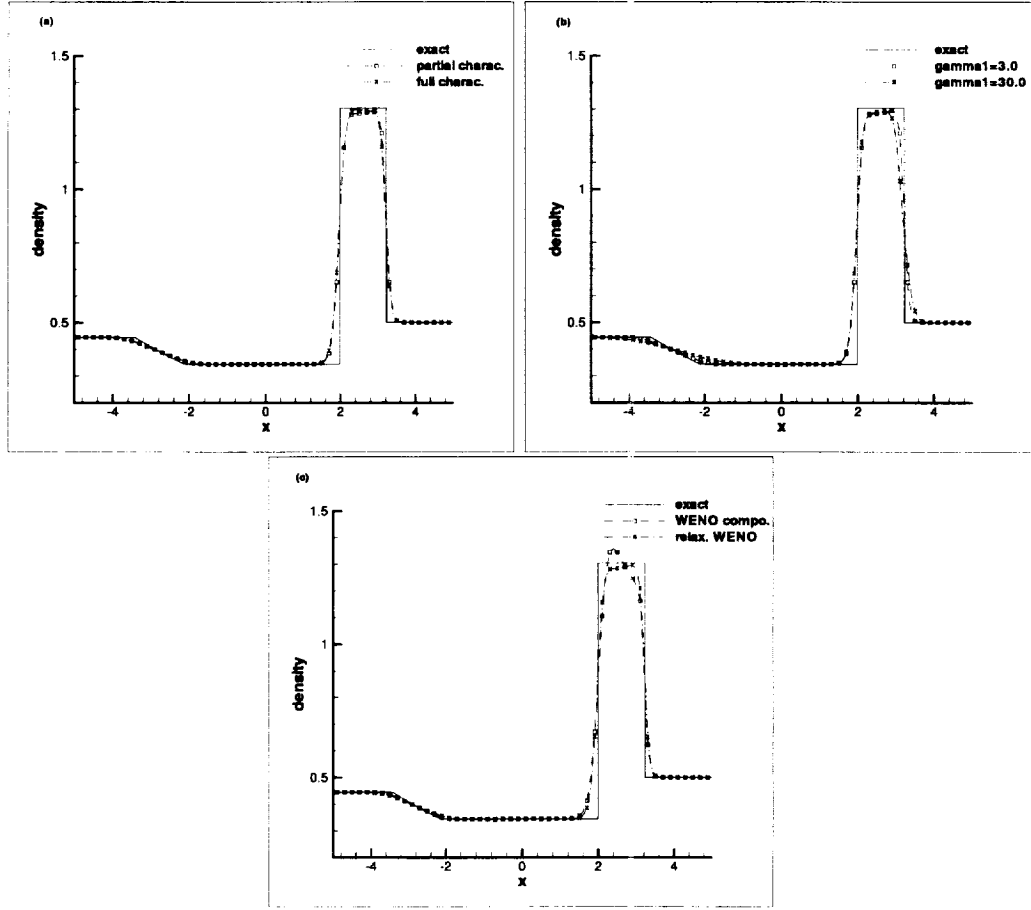 (a)
exact
partial charac.
full charac.
1.5
1
0.5
density
-4
-2
0
2
4
X
(b)
exact
gamma1=3.0
gamma1=30.0
1.5
1
0.5
density
-4
-2
0
2
4
X
(c)
exact
WENO compo.
relax. WENO
1.5
1
0.5
density
-4
-2
0
2
4
X